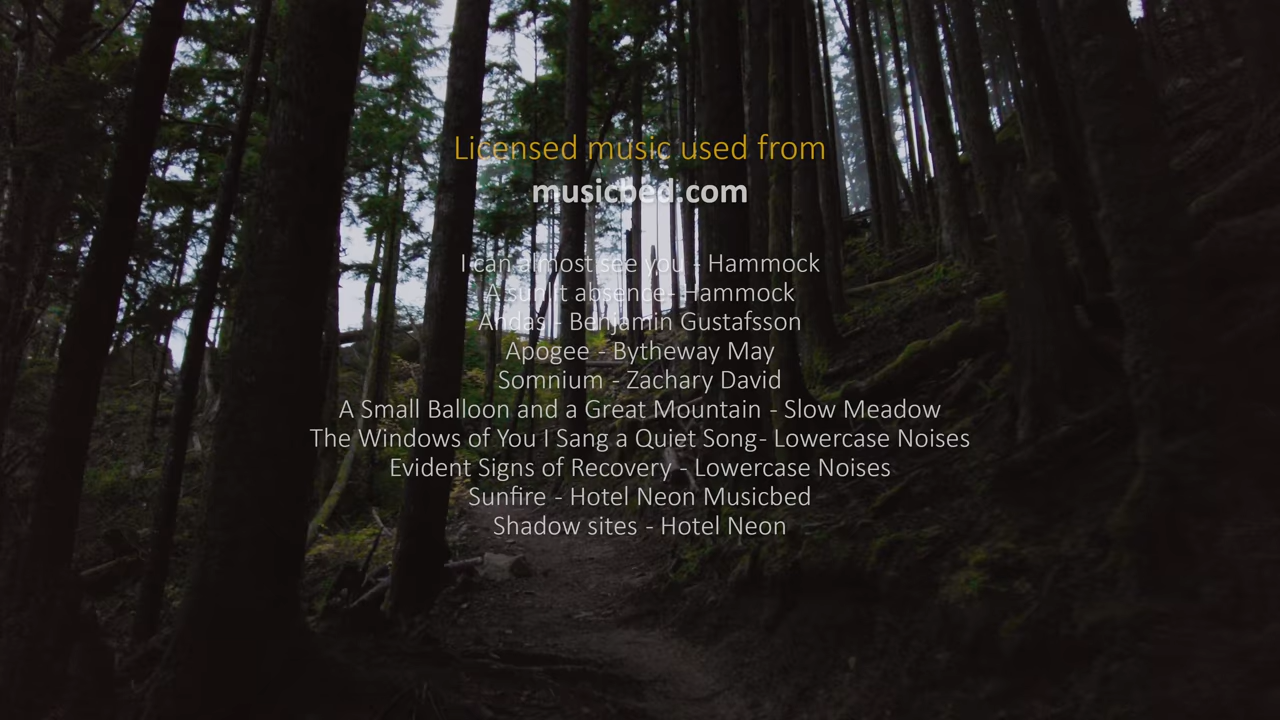 Licensed music used from
musicbed.com
I can almost see you - Hammock
A sunlit absence- Hammock
Andas - Benjamin Gustafsson
Apogee - Bytheway May
Somnium - Zachary David
A Small Balloon and a Great Mountain - Slow Meadow
The Windows of You I Sang a Quiet Song- Lowercase Noises
Evident Signs of Recovery - Lowercase Noises
Sunfire - Hotel Neon Musicbed
Shadow sites - Hotel Neon